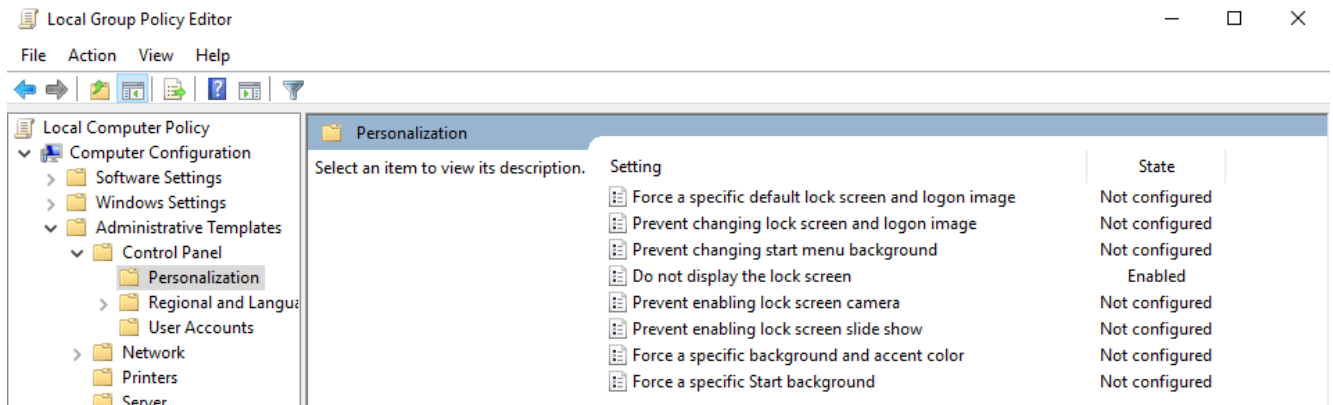 Local Group Policy Editor
File Action View Help
Local Computer Policy
Computer Configuration
Software Settings
Windows Settings
Administrative Templates
Control Panel
Personalization
Regional and Langua
User Accounts
Network
Printers
Server
Personalization
Select an item to view its description.
Setting State
Force a specific default lock screen and logon image Not configured
Prevent changing lock screen and logon image Not configured
Prevent changing start menu background Not configured
Do not display the lock screen Enabled
Prevent enabling lock screen camera Not configured
Prevent enabling lock screen slide show Not configured
Force a specific background and accent color Not configured
Force a specific Start background Not configured